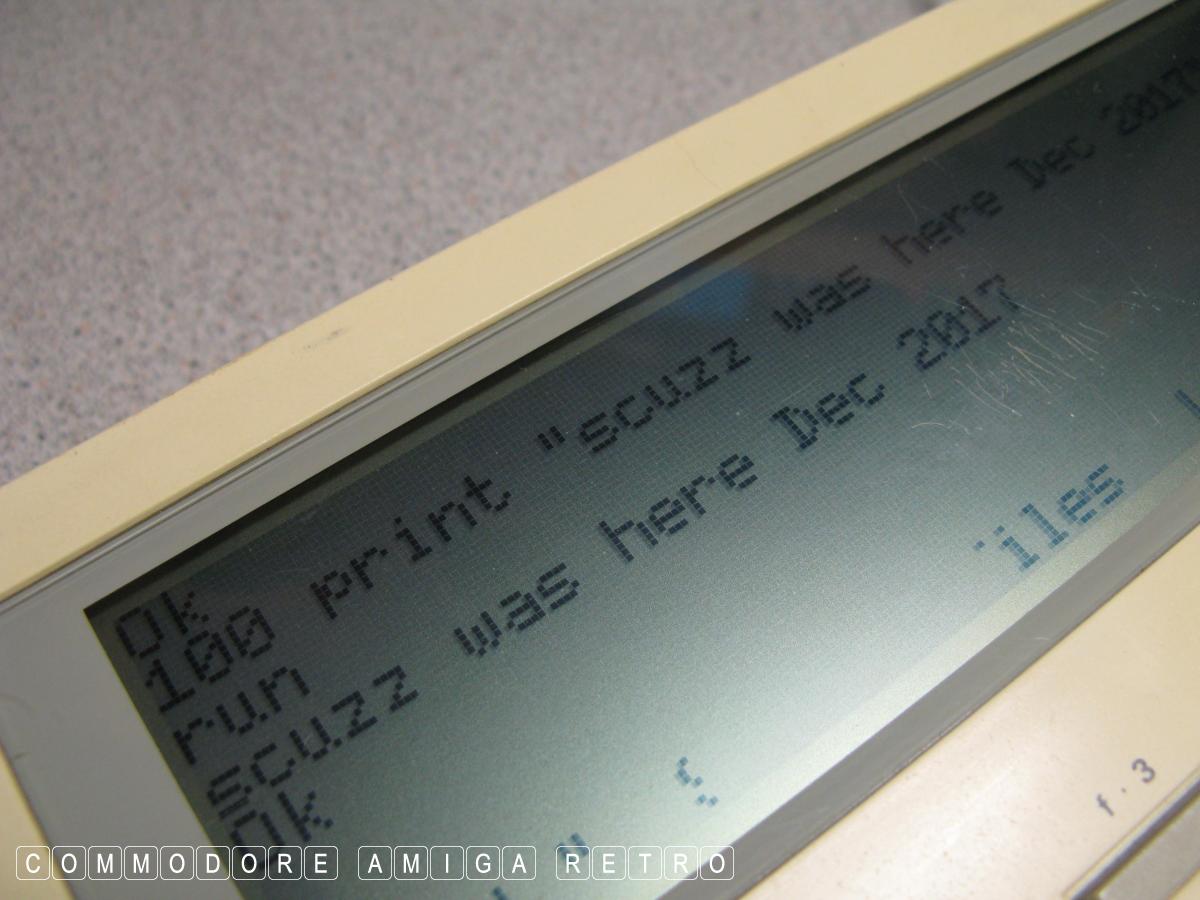 Ok
100 print "scuzz was here Dec 2017"
run
scuzz was here Dec 2017
Ok
iles
f.3
COMMODORE AMIGA RETRO